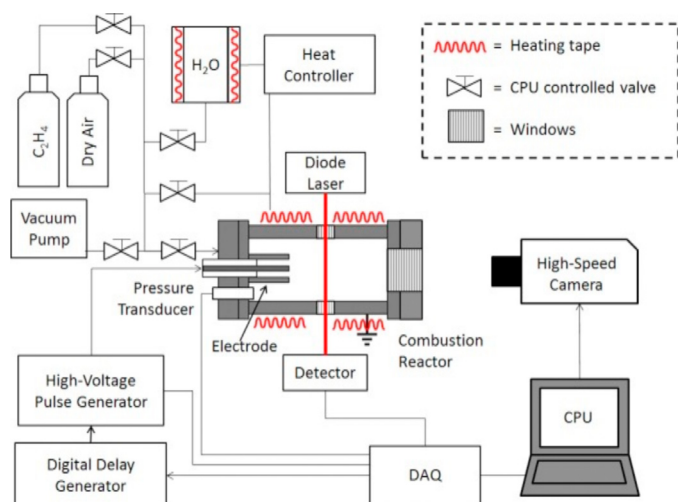 H₂O
Heat
Controller
= Heating tape
= CPU controlled valve
= Windows
C₂H₄
Dry Air
Diode
Laser
Vacuum
Pump
High-Speed
Camera
Pressure
Transducer
Electrode
Combustion
Reactor
Detector
High-Voltage
Pulse Generator
CPU
Digital Delay
Generator
DAQ